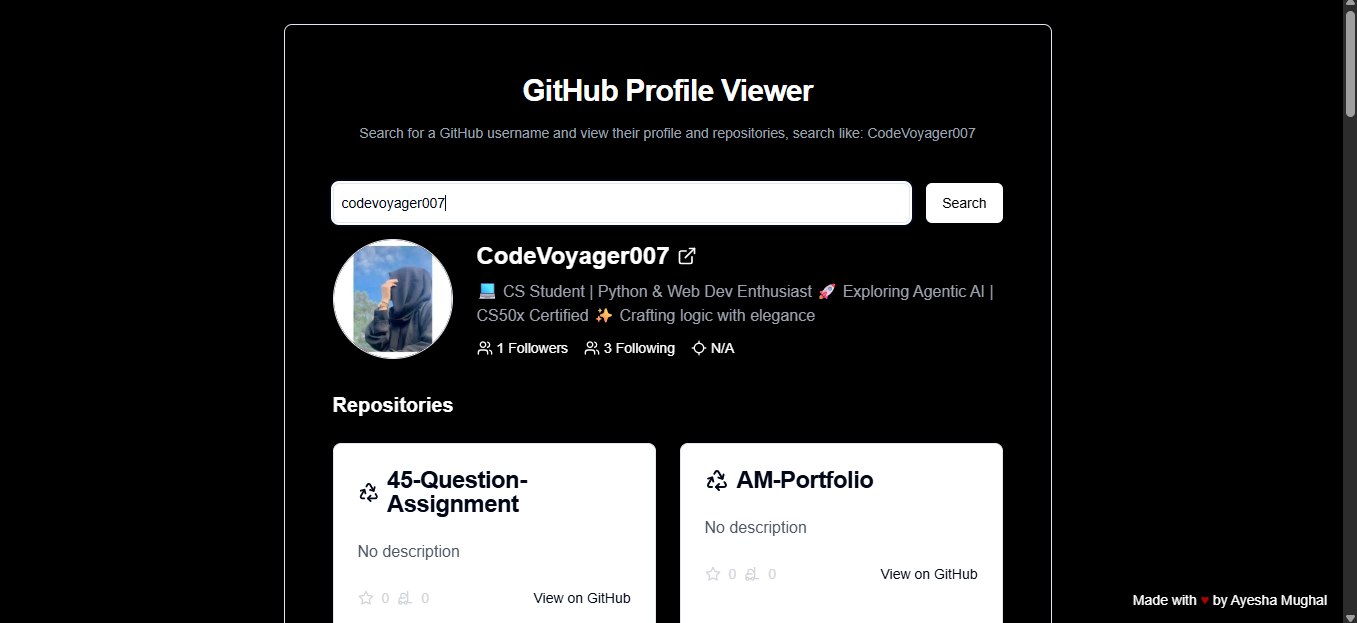 GitHub Profile Viewer
Search for a GitHub username and view their profile and repositories, search like: CodeVoyager007
codevoyager007
Search
CodeVoyager007
💻 CS Student | Python & Web Dev Enthusiast 🚀 Exploring Agentic AI |
CS50x Certified ✨ Crafting logic with elegance
1 Followers 3 Following N/A
Repositories
45-Question-
Assignment
No description
0 0 View on GitHub
AM-Portfolio
No description
0 0 View on GitHub
Made with ♥ by Ayesha Mughal